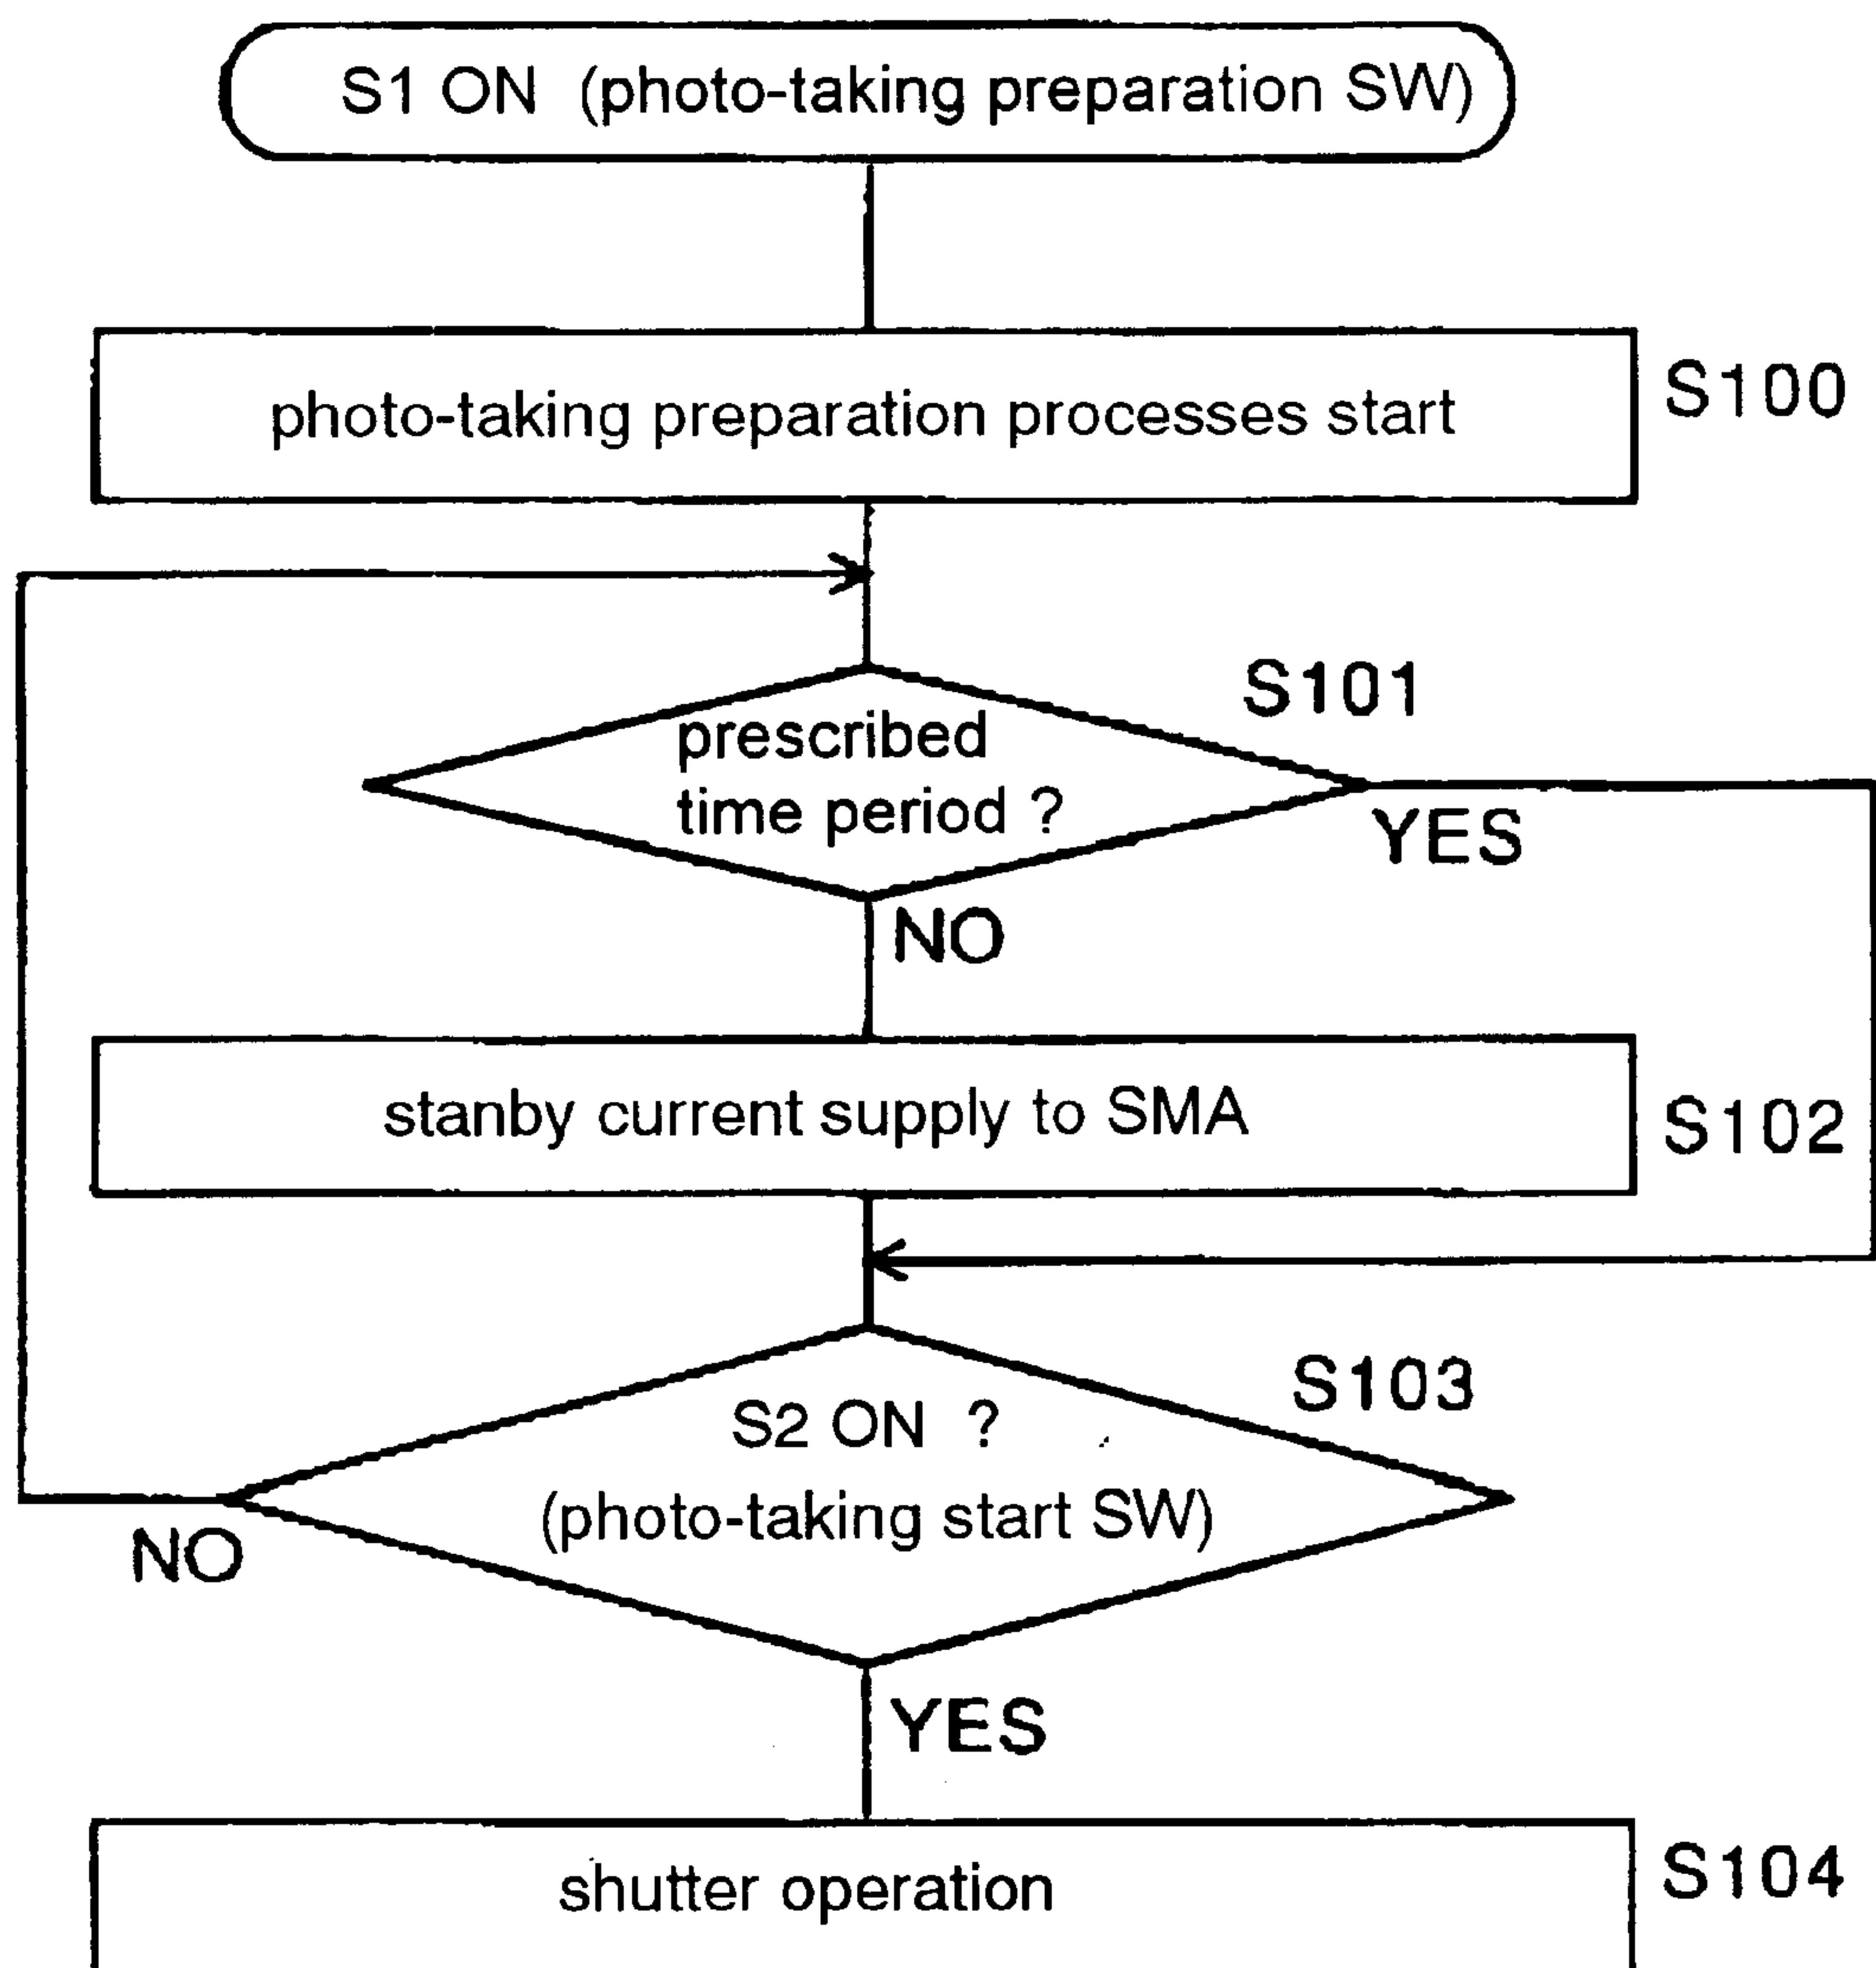 S1 ON (photo-taking preparation SW)
photo-taking preparation processes start
S100
S101
prescribed
time period ?
YES
NO
stanby current supply to SMA
S102
S103
S2 ON ?
(photo-taking start SW)
NO
YES
shutter operation
S104